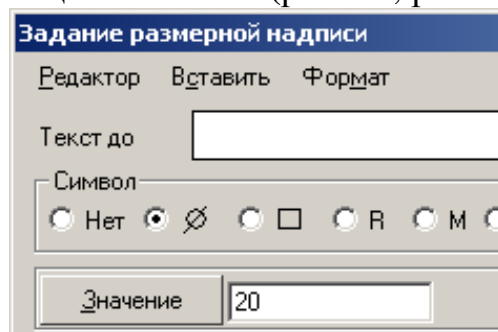 Задание размерной надписи
Редактор Вставить Формат
Текст до
Символ
Нет ⌀ □ R M
Значение 20